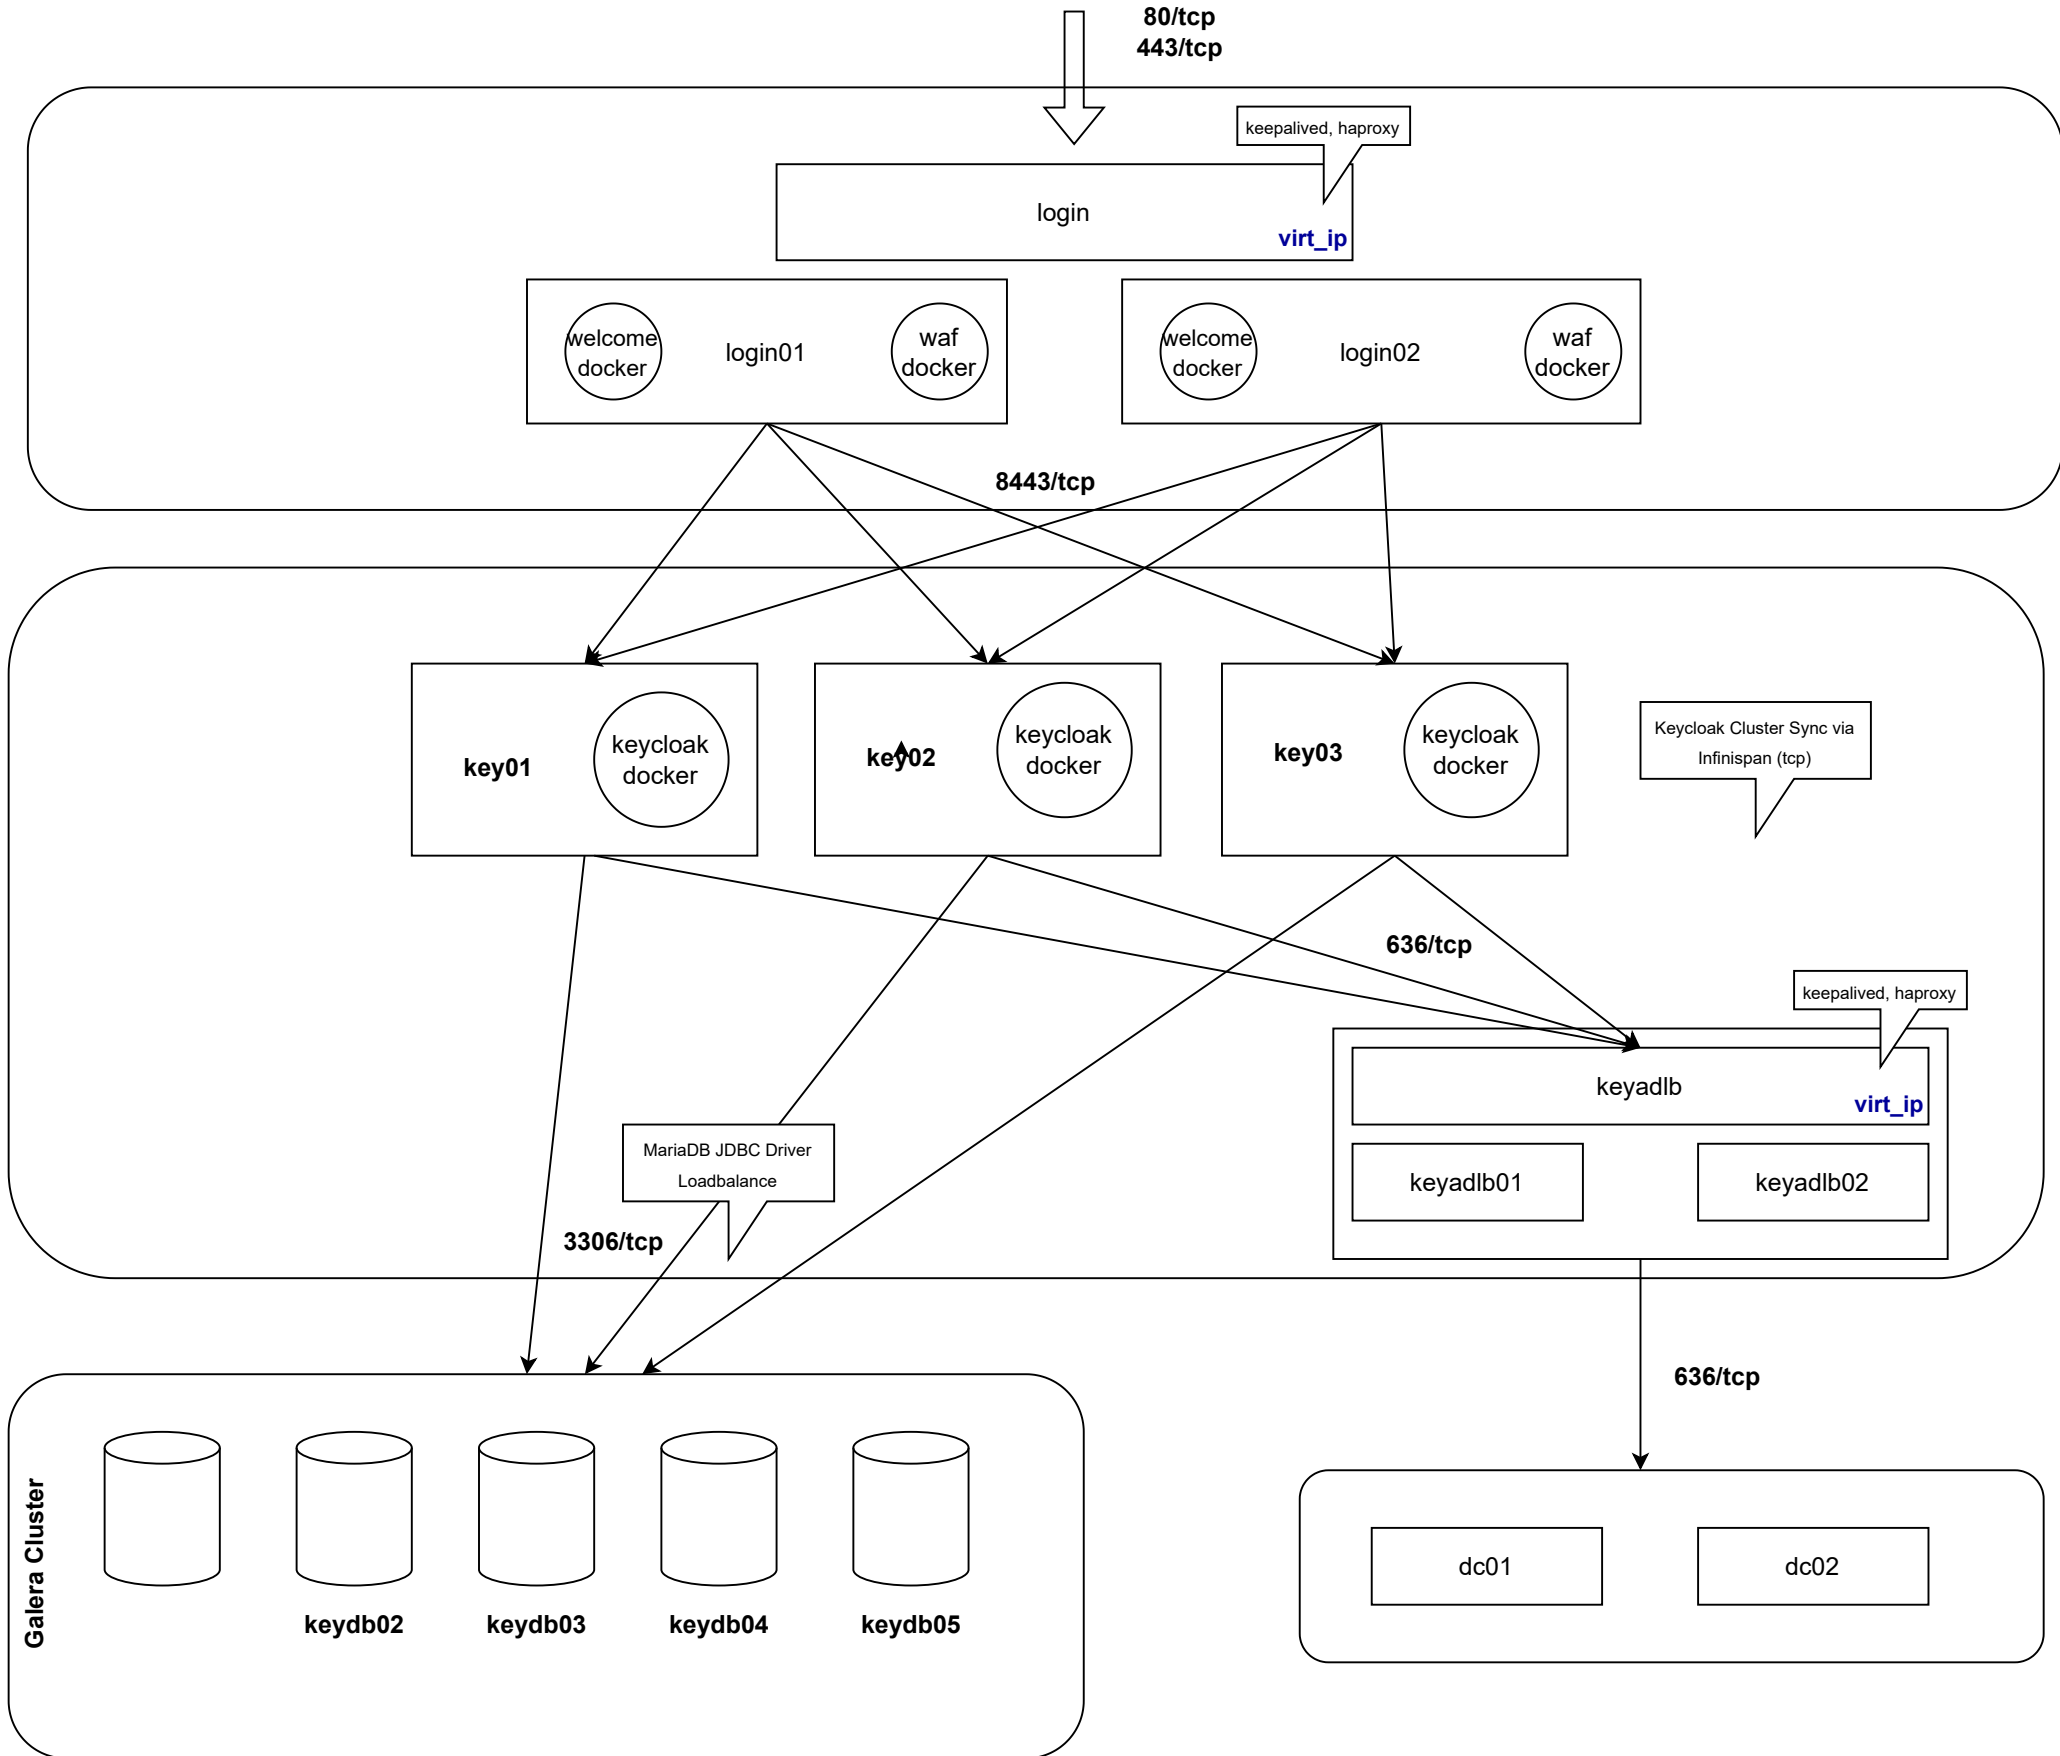 80/tcp
443/tcp
keepalived, haproxy
login
virt_ip
welcome
docker
login01
waf
docker
welcome
docker
login02
waf
docker
8443/tcp
key01
keycloak
docker
key02
keycloak
docker
key03
keycloak
docker
Keycloak Cluster Sync via
Infinispan (tcp)
636/tcp
keepalived, haproxy
keyadlb
virt_ip
keyadlb01
keyadlb02
MariaDB JDBC Driver
Loadbalance
3306/tcp
636/tcp
Galera Cluster
keydb02
keydb03
keydb04
keydb05
dc01
dc02